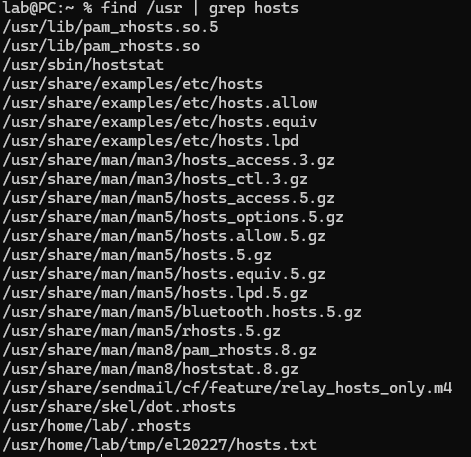 lab@PC:~ % find /usr | grep hosts
/usr/lib/pam_rhosts.so.5
/usr/lib/pam_rhosts.so
/usr/sbin/hoststat
/usr/share/examples/etc/hosts
/usr/share/examples/etc/hosts.allow
/usr/share/examples/etc/hosts.equiv
/usr/share/examples/etc/hosts.lpd
/usr/share/man/man3/hosts_access.3.gz
/usr/share/man/man3/hosts_ctl.3.gz
/usr/share/man/man5/hosts_access.5.gz
/usr/share/man/man5/hosts_options.5.gz
/usr/share/man/man5/hosts.allow.5.gz
/usr/share/man/man5/hosts.5.gz
/usr/share/man/man5/hosts.equiv.5.gz
/usr/share/man/man5/hosts.lpd.5.gz
/usr/share/man/man5/bluetooth.hosts.5.gz
/usr/share/man/man5/rhosts.5.gz
/usr/share/man/man8/pam_rhosts.8.gz
/usr/share/man/man8/hoststat.8.gz
/usr/share/sendmail/cf/feature/relay_hosts_only.m4
/usr/share/skel/dot.rhosts
/usr/home/lab/.rhosts
/usr/home/lab/tmp/el20227/hosts.txt